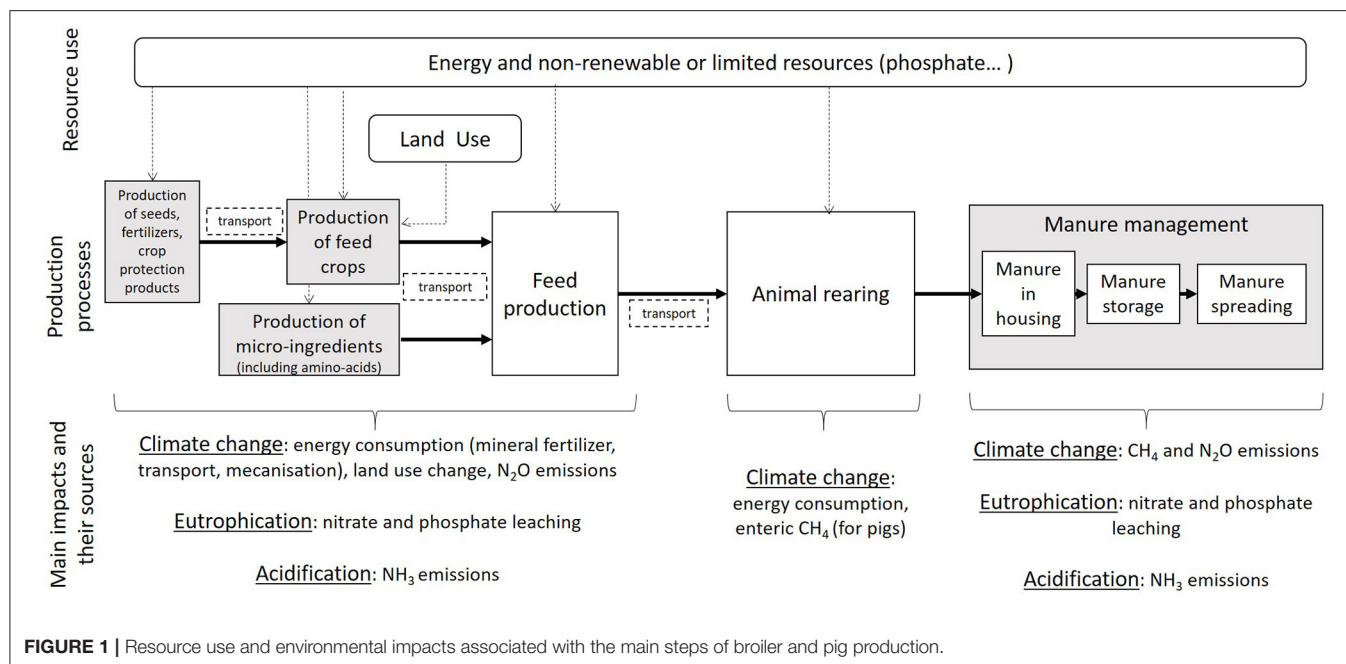 Resource use
Energy and non-renewable or limited resources (phosphate... )
Land Use
Production
processes
Production
of seeds,
fertilizers,
crop
protection
products
transport
Production
of feed
crops
transport
Production of
micro-ingredients
(including amino-acids)
Feed
production
transport
Animal rearing
Manure management
Manure
in
housing
Manure
storage
Manure
spreading
Main impacts and
their sources
Climate change: energy consumption (mineral fertilizer,
transport, mecanisation), land use change, N₂O emissions
Eutrophication: nitrate and phosphate leaching
Acidification: NH₃ emissions
Climate change:
energy consumption,
enteric CH₄ (for pigs)
Climate change: CH₄ and N₂O emissions
Eutrophication: nitrate and phosphate
leaching
Acidification: NH₃ emissions
FIGURE 1 | Resource use and environmental impacts associated with the main steps of broiler and pig production.